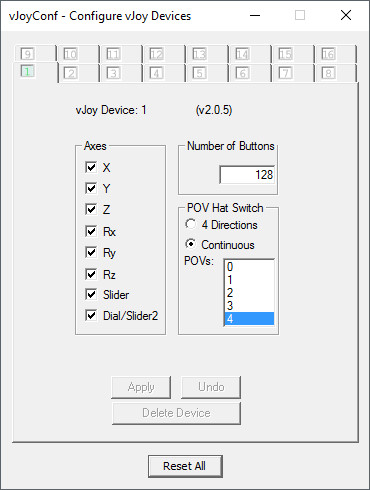 vJoyConf - Configure vJoy Devices
9 10 11 12 13 14 15 16
1 2 3 4 5 6 7 8
vJoy Device: 1 (v2.0.5)
Axes
X
Y
Z
Rx
Ry
Rz
Slider
Dial/Slider2
Number of Buttons
128
POV Hat Switch
4 Directions
Continuous
POVs:
0
1
2
3
4
Apply Undo
Delete Device
Reset All